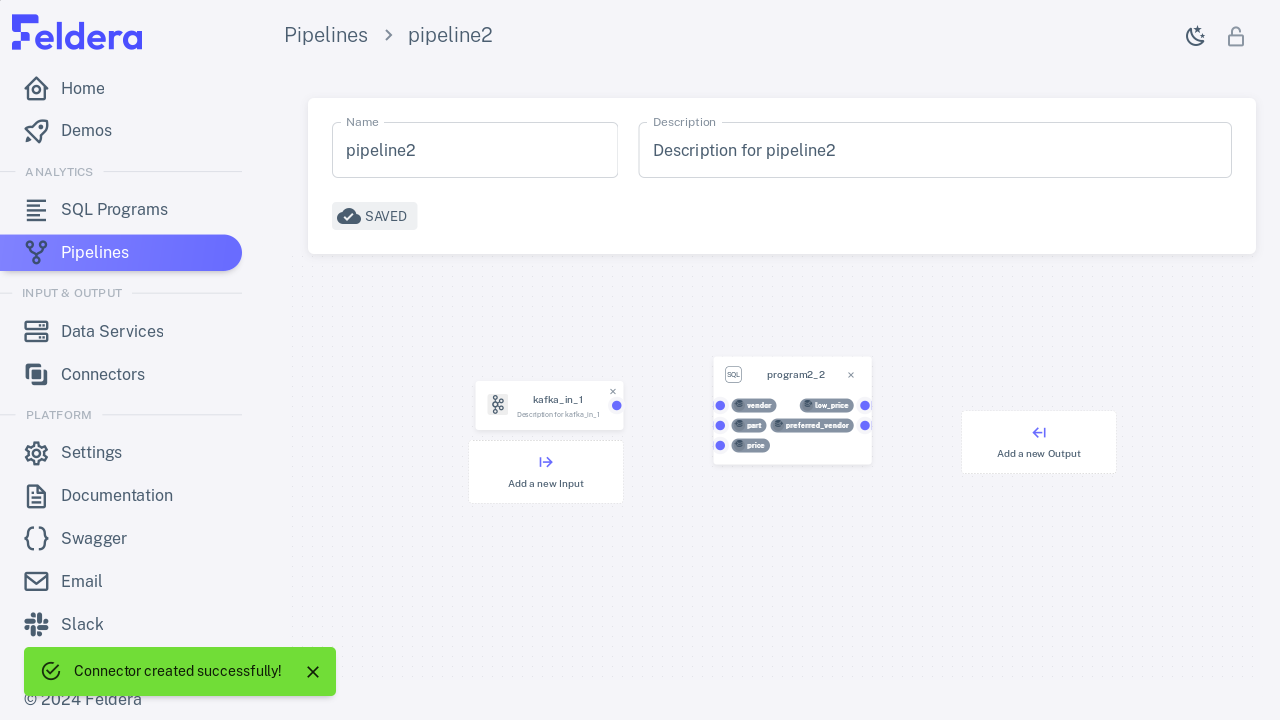 Feldera
Pipelines > pipeline2
Home
Demos
ANALYTICS
SQL Programs
Pipelines
INPUT & OUTPUT
Data Services
Connectors
PLATFORM
Settings
Documentation
Swagger
Email
Slack
Connector created successfully!
© 2024 Feldera
Name
pipeline2
Description
Description for pipeline2
SAVED
kafka_in_1
Description for kafka_in_1
Add a new Input
SQL
program2_2
vendor
low_price
part
preferred_vendor
price
Add a new Output